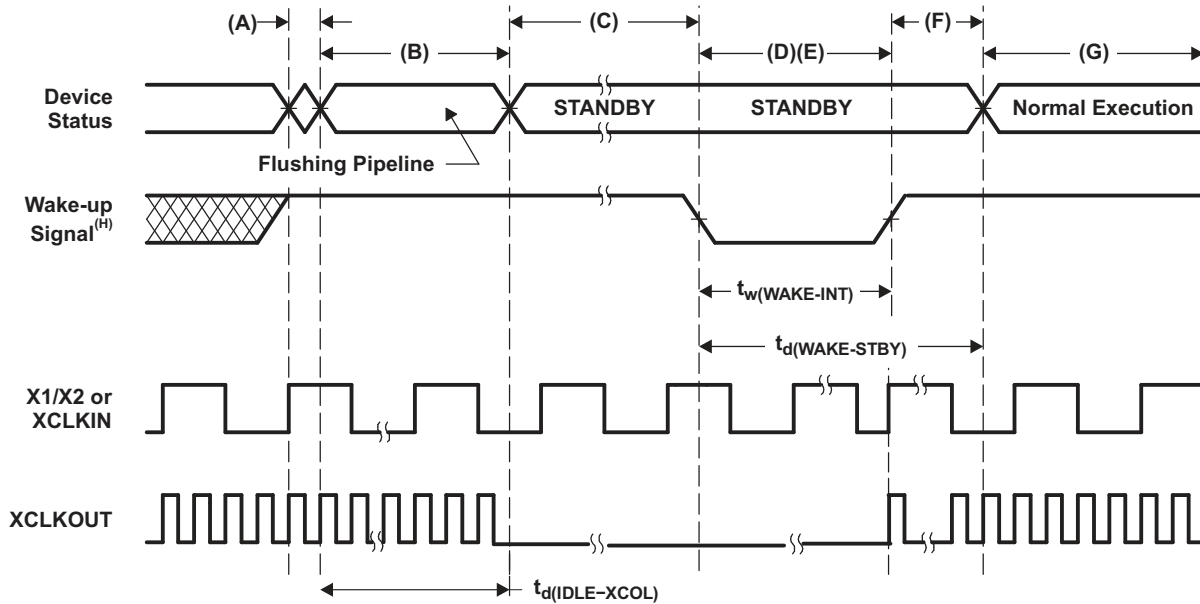 (A)
(C)
(F)
(B)
(D)(E)
(G)
Device
Status
STANDBY
STANDBY
Normal Execution
Flushing Pipeline
Wake-up
Signal(H)
tw(WAKE-INT)
td(WAKE-STBY)
X1/X2 or
XCLKIN
XCLKOUT
td(IDLE−XCOL)